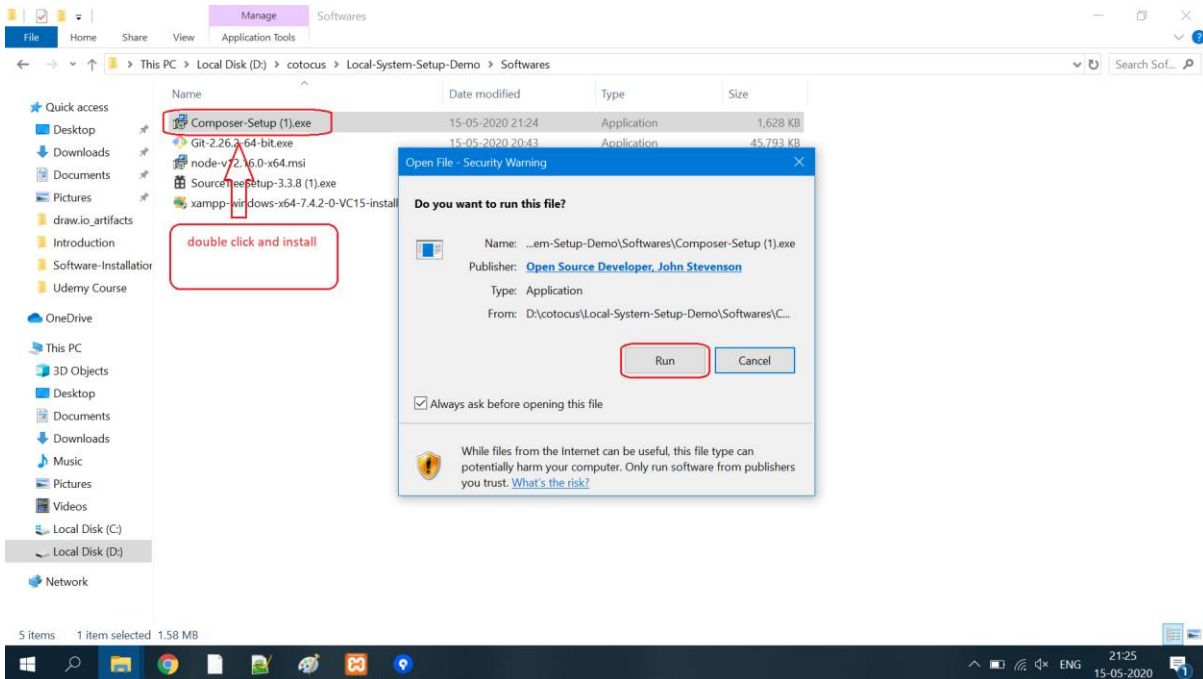 Manage Softwares
File Home Share View Application Tools
This PC > Local Disk (D:) > cotocus > Local-System-Setup-Demo > Softwares
Search Sof...
Name Date modified Type Size
Quick access
Desktop
Downloads
Documents
Pictures
draw.io_artifacts
Introduction
Software-Installation
Udemy Course
OneDrive
This PC
3D Objects
Desktop
Documents
Downloads
Music
Pictures
Videos
Local Disk (C:)
Local Disk (D:)
Network
Composer-Setup (1).exe 15-05-2020 21:24 Application 1,628 KB
Git-2.26.2-64-bit.exe 15-05-2020 20:43 Application 45,793 KB
node-v12.16.0-x64.msi
SourceTreeSetup-3.3.8 (1).exe
xampp-windows-x64-7.4.2-0-VC15-install
double click and install
Open File - Security Warning
Do you want to run this file?
Name: ...em-Setup-Demo\Softwares\Composer-Setup (1).exe
Publisher: Open Source Developer, John Stevenson
Type: Application
From: D:\cotocus\Local-System-Setup-Demo\Softwares\C...
Run Cancel
Always ask before opening this file
While files from the Internet can be useful, this file type can
potentially harm your computer. Only run software from publishers
you trust. What's the risk?
5 items 1 item selected 1.58 MB
ENG
21:25
15-05-2020